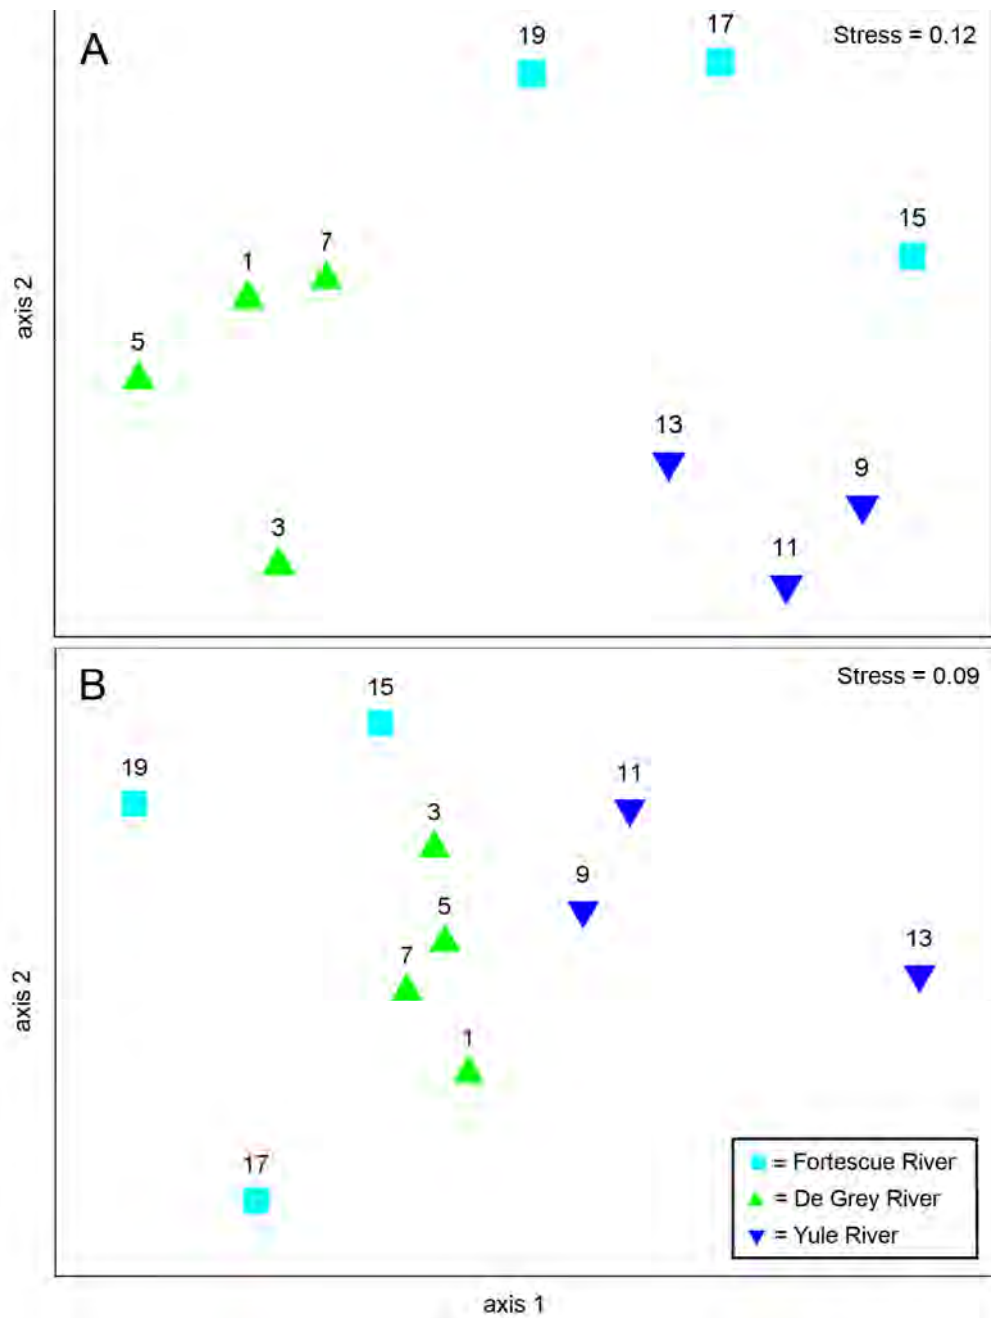 A
19
17
Stress = 0.12
15
1
7
5
13
9
3
11
axis 2
B
15
Stress = 0.09
19
11
3
9
5
13
7
1
17
axis 2
= Fortescue River
= De Grey River
= Yule River
axis 1